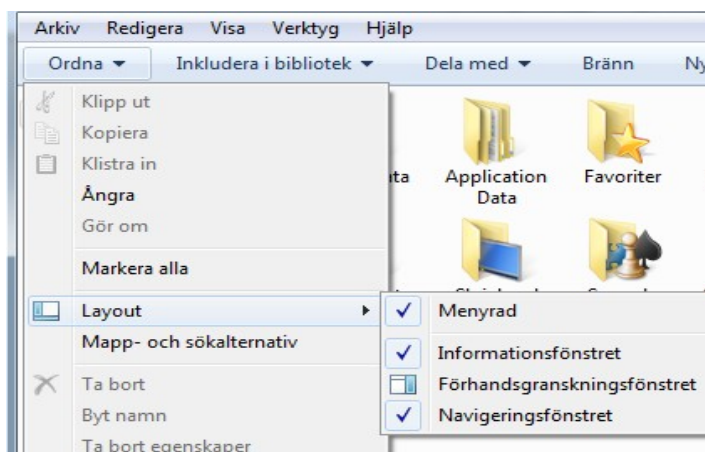 Arkiv Redigera Visa Verktyg Hjälp
Ordna Inkludera i bibliotek Dela med Bränn
Klipp ut
Kopiera
Klistra in
Ångra
Gör om
Markera alla
Layout
Mapp- och sökalternativ
Ta bort
Byt namn
Ta bort egenskaper
Application
Data
Favoriter
Menyrad
Informationsfönstret
Förhandsgranskningsfönstret
Navigeringsfönstret